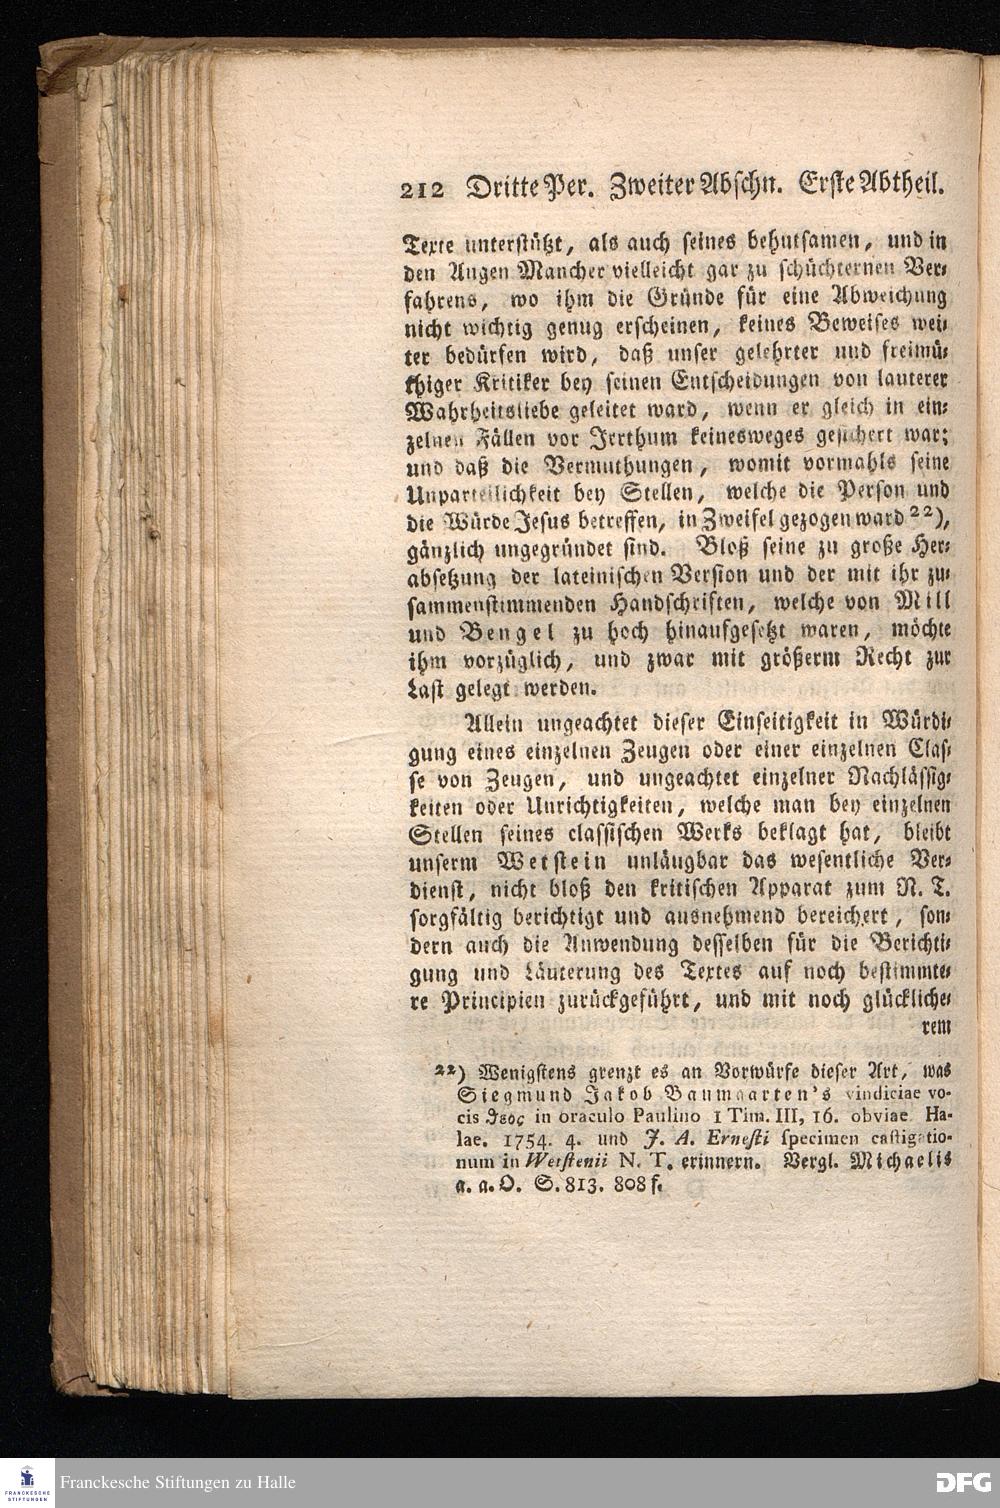 212 Dritte Per. Zweiter Abschn. Erste Abtheil.
Texte unterstützt, als auch seines behutsamen, und in
den Augen Mancher vielleicht gar zu schüchternen Ver-
fahrens, wo ihm die Gründe für eine Abweichung
nicht wichtig genug erscheinen, keines Beweises wei-
ter bedürfen wird, daß unser gelehrter und freimü-
thiger Kritiker bey seinen Entscheidungen von lauterer
Wahrheitsliebe geleitet ward, wenn er gleich in ein-
zelnen Fällen vor Irrthum keinesweges gesichert war;
und daß die Vermuthungen, womit vormahls seine
Unparteilichkeit bey Stellen, welche die Person und
die Würde Jesus betreffen, in Zweifel gezogen ward 22),
gänzlich ungegründet sind. Bloß seine zu große Her-
absetzung der lateinischen Version und der mit ihr zu-
sammenstimmenden Handschriften, welche von Mill
und Bengel zu hoch hinaufgesetzt waren, möchte
ihm vorzüglich, und zwar mit größerm Recht zur
Last gelegt werden.
Allein ungeachtet dieser Einseitigkeit in Würdi-
gung eines einzelnen Zeugen oder einer einzelnen Clas-
se von Zeugen, und ungeachtet einzelner Nachlässig-
keiten oder Unrichtigkeiten, welche man bey einzelnen
Stellen seines classischen Werks beklagt hat, bleibt
unserm Wetstein unläugbar das wesentliche Ver-
dienst, nicht bloß den kritischen Apparat zum N. T.
sorgfältig berichtigt und ausnehmend bereichert, son-
dern auch die Anwendung desselben für die Berichti-
gung und Läuterung des Textes auf noch bestimmte-
re Principien zurückgeführt, und mit noch glückliche-
rem
22) Wenigstens grenzt es an Vorwürfe dieser Art, was
Siegmund Jakob Baumgarten's vindiciae vo-
cis ϑεος in oraculo Paulino 1 Tim. III, 16. obviae Ha-
lae. 1754. 4. und J. A. Ernesti specimen castigatio-
num in Wetstenii N. T. erinnern. Vergl. Michaelis
a. a. O. S. 813. 808 f.
Franckesche Stiftungen zu Halle
DFG
FRANCKESCHE
STIFTUNGEN